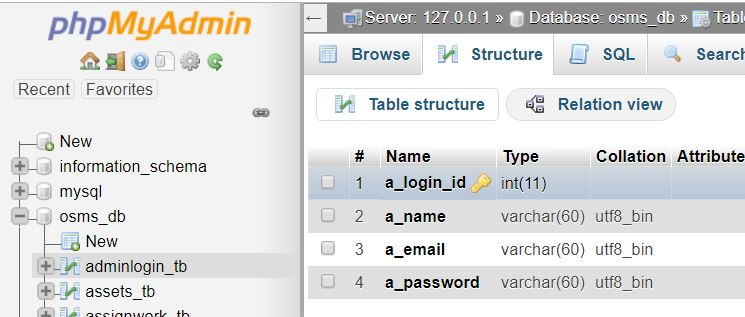 phpMyAdmin
Recent Favorites
New
information_schema
mysql
osms_db
New
adminlogin_tb
assets_tb
assignwork_tb
Server: 127.0.0.1 » Database: osms_db » Table
Browse Structure SQL Search
Table structure Relation view
# Name Type Collation Attribute
1 a_login_id int(11)
2 a_name varchar(60) utf8_bin
3 a_email varchar(60) utf8_bin
4 a_password varchar(60) utf8_bin